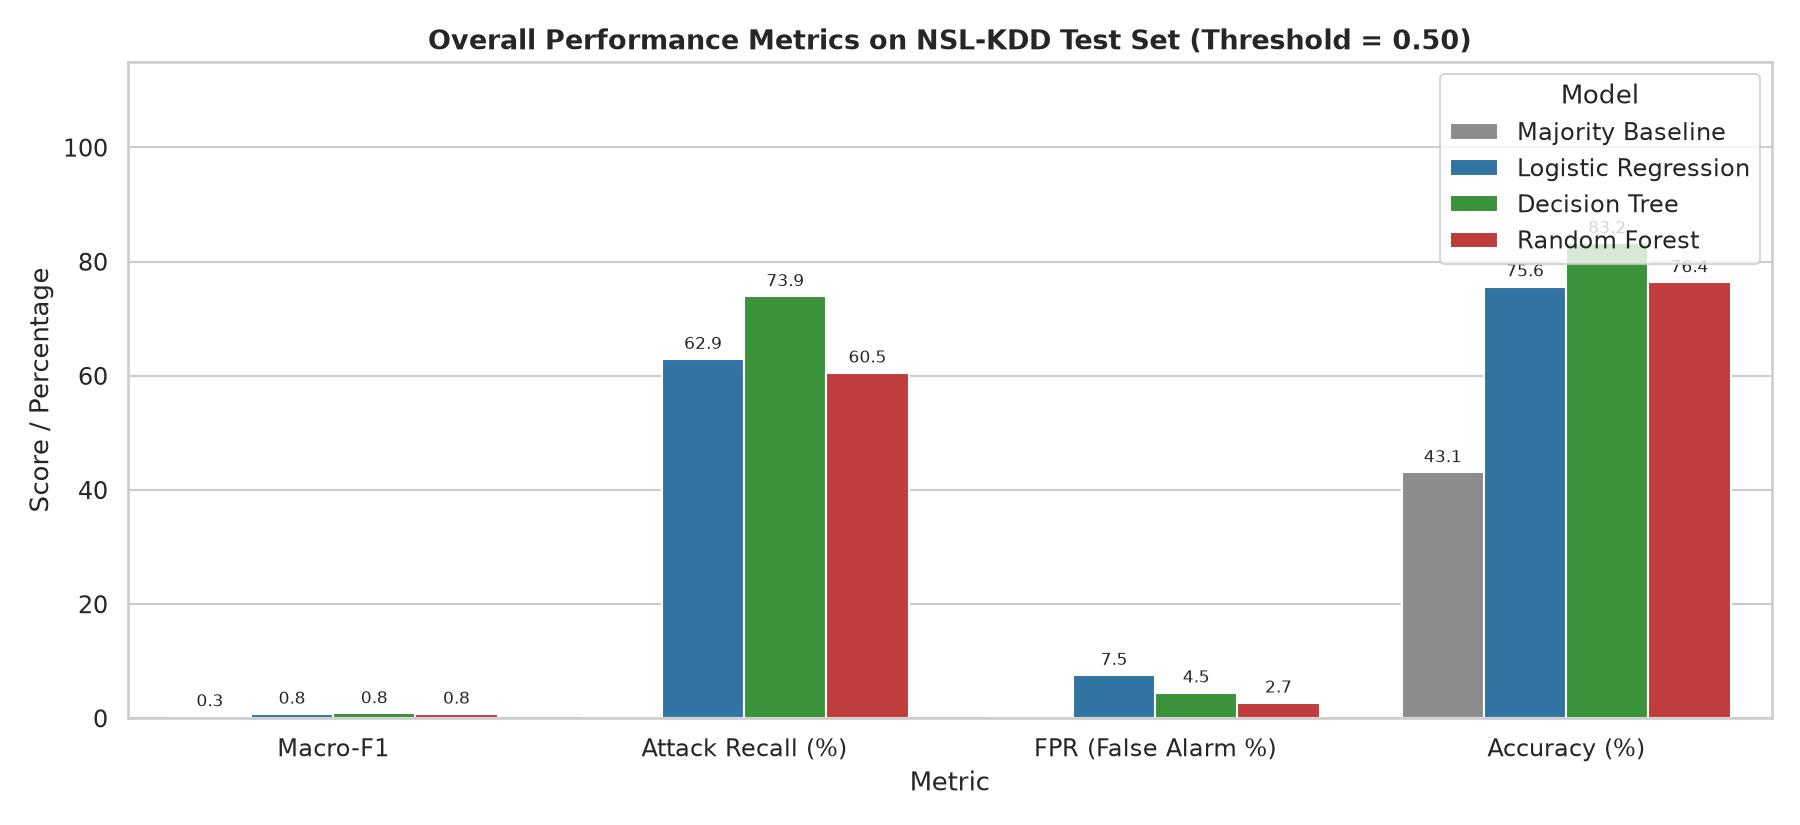 Overall Performance Metrics on NSL-KDD Test Set (Threshold = 0.50)
Model
Majority Baseline
Logistic Regression
Decision Tree
Random Forest
Score / Percentage
100
80
60
40
20
0
0.3
0.8
0.8
0.8
62.9
73.9
60.5
7.5
4.5
2.7
43.1
75.6
83.2
76.4
Macro-F1
Attack Recall (%)
FPR (False Alarm %)
Accuracy (%)
Metric